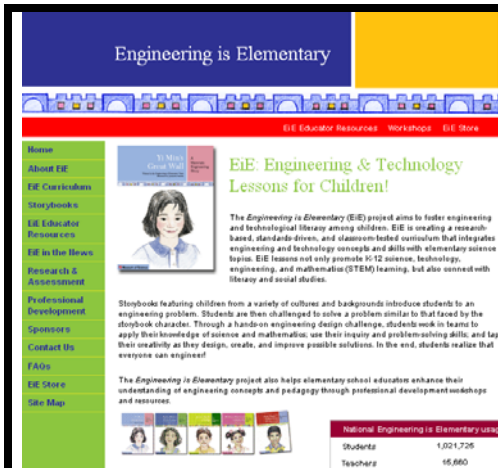 Engineering is Elementary
EiE Educator Resources Workshops EiE Store
Home
About EiE
EiE Curriculum
Storybooks
EiE Educator
Resources
EiE in the News
Research &
Assessment
Professional
Development
Sponsors
Contact Us
FAQs
EiE Store
Site Map
Yi Min's
Great Wall
EiE: Engineering & Technology
Lessons for Children!
The Engineering is Elementary (EiE) project aims to foster engineering
and technological literacy among children. EiE is creating a research-
based, standards-driven, and classroom-tested curriculum that integrates
engineering and technology concepts and skills with elementary science
topics. EiE lessons not only promote K-12 science, technology,
engineering, and mathematics (STEM) learning, but also connect with
literacy and social studies.
Storybooks featuring children from a variety of cultures and backgrounds introduce students to an
engineering problem. Students are then challenged to solve a problem similar to that faced by the
storybook character. Through a hands-on engineering design challenge, students work in teams to
apply their knowledge of science and mathematics; use their inquiry and problem-solving skills; and tap
their creativity as they design, create, and improve possible solutions. In the end, students realize that
everyone can engineer!
The Engineering is Elementary project also helps elementary school educators enhance their
understanding of engineering concepts and pedagogy through professional development workshops
and resources.
National Engineering is Elementary usag
Students 1,021,725
Teachers 15,660